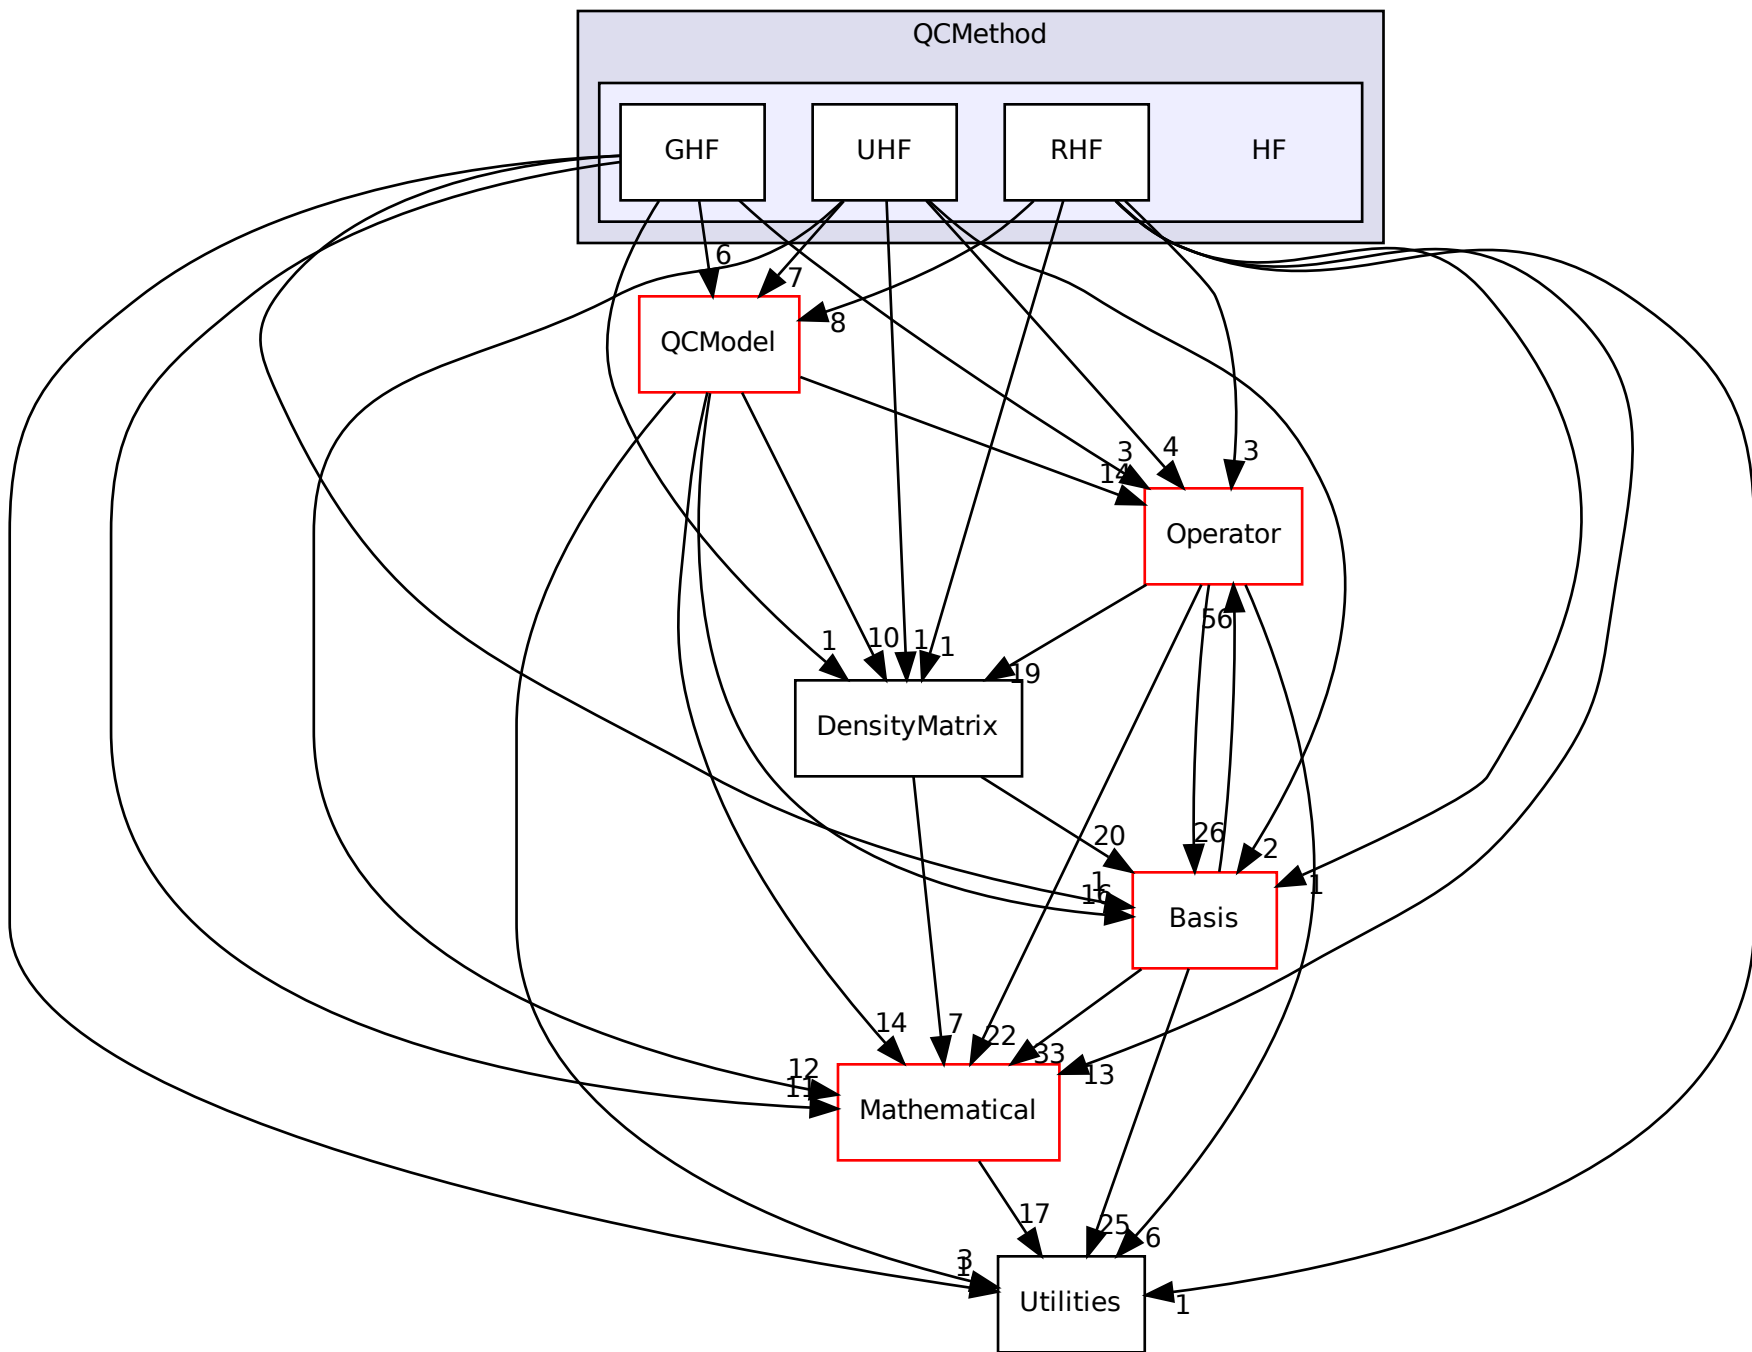 QCMethod
GHF
UHF
RHF
HF
6
7
8
QCModel
3
4
3
14
Operator
56
1
10
1
1
19
DensityMatrix
20
26
2
1
16
1
Basis
14
7
22
33
13
12
11
Mathematical
17
25
6
3
1
1
Utilities